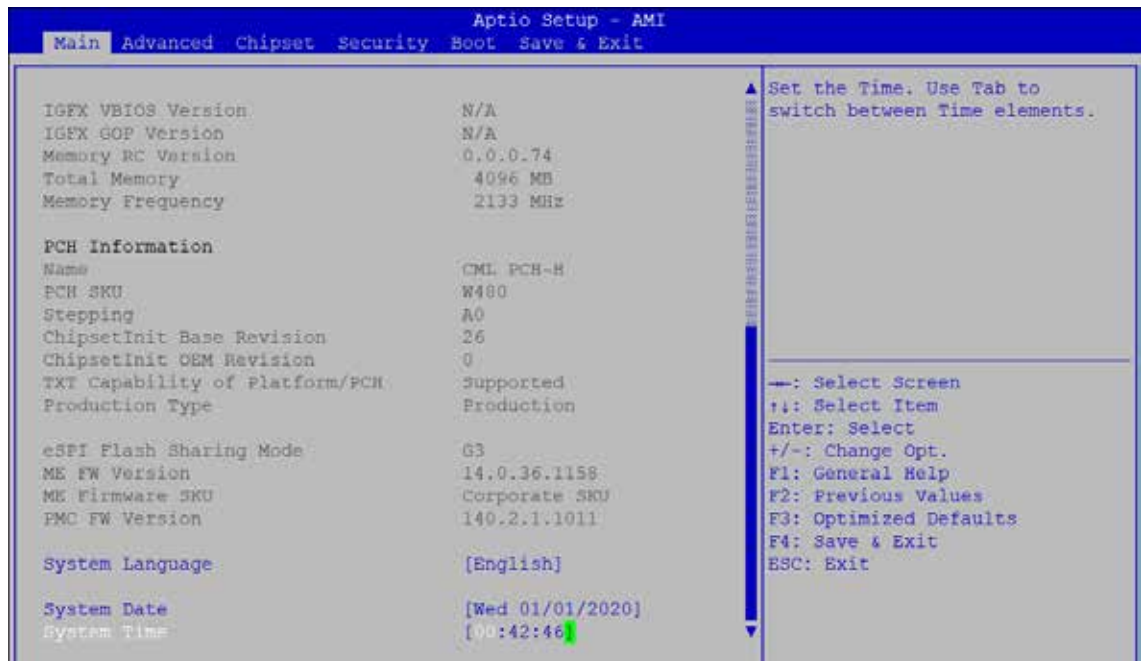 Aptio Setup - AMI
Main Advanced Chipset Security Boot Save & Exit
IGFX VBIOS Version N/A
IGFX GOP Version N/A
Memory RC Version 0.0.0.74
Total Memory 4096 MB
Memory Frequency 2133 MHz
PCH Information
Name CML PCH-H
PCH SKU W480
Stepping A0
ChipsetInit Base Revision 26
ChipsetInit OEM Revision 0
TXT Capability of Platform/PCH Supported
Production Type Production
eSPI Flash Sharing Mode G3
ME FW Version 14.0.36.1158
ME Firmware SKU Corporate SKU
PMC FW Version 140.2.1.1011
System Language [English]
System Date [Wed 01/01/2020]
System Time [00:42:46]
Set the Time. Use Tab to
switch between Time elements.
→←: Select Screen
↑↓: Select Item
Enter: Select
+/-: Change Opt.
F1: General Help
F2: Previous Values
F3: Optimized Defaults
F4: Save & Exit
ESC: Exit